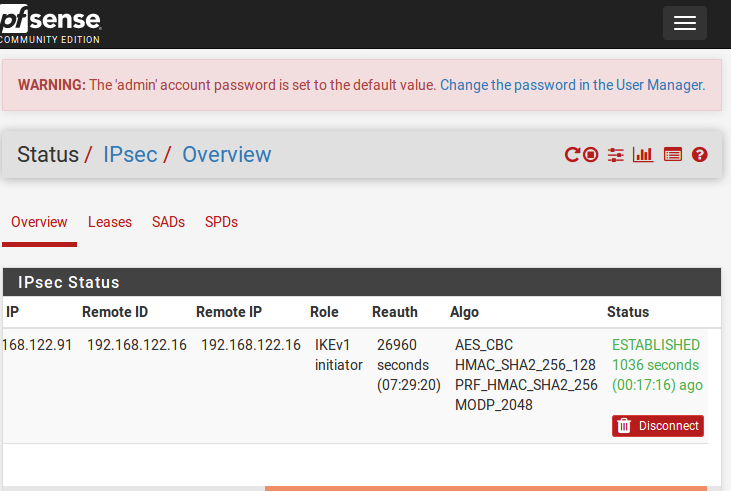 pfsense
COMMUNITY EDITION
WARNING: The 'admin' account password is set to the default value. Change the password in the User Manager.
Status / IPsec / Overview
Overview Leases SADs SPDs
IPsec Status
IP Remote ID Remote IP Role Reauth Algo Status
168.122.91 192.168.122.16 192.168.122.16 IKEv1 26960 AES_CBC ESTABLISHED
initiator seconds HMAC_SHA2_256_128 1036 seconds
(07:29:20) PRF_HMAC_SHA2_256 (00:17:16) ago
MODP_2048
Disconnect